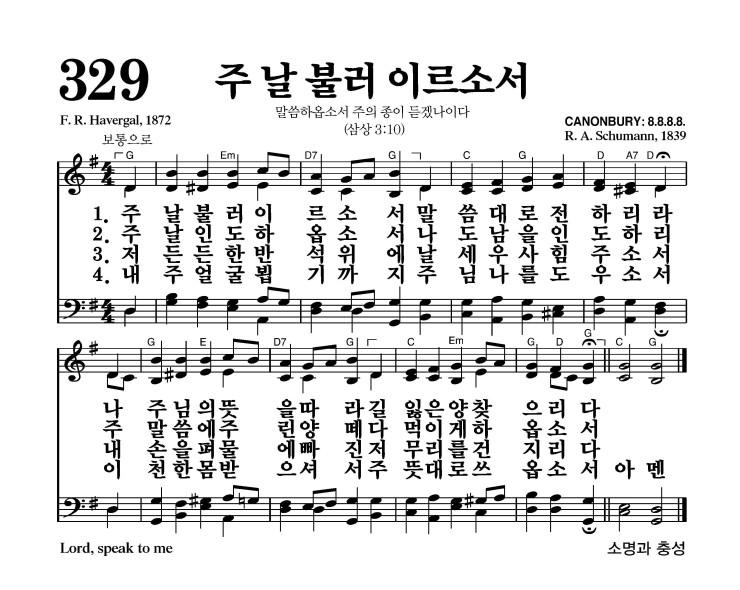 329
주 날 불러 이르소서
F. R. Havergal, 1872
말씀하옵소서 주의 종이 듣겠나이다
(삼상 3:10)
CANONBURY: 8.8.8.8.
R. A. Schumann, 1839
보통으로
G Em D7 G C G D A7 D
1. 주 날 불 러 이 르 소 서 말 씀 대 로 전 하 리 라
2. 주 날 인 도 하 옵 소 서 나 도 남 을 인 도 하 리
3. 저 든 든 한 반 석 위 에 날 세 우 사 힘 주 소 서
4. 내 주 얼 굴 뵙 기 까 지 주 님 나 를 도 우 소 서
G E C D7 G C Em G D G C G
나 주 님 의 뜻 을 따 라 길 잃 은 양 찾 으 리 다
주 말 씀 에 주 린 양 떼 다 먹 이 게 하 옵 소 서
내 손 을 펴 물 에 빠 진 저 무 리 를 건 지 리 다
이 천 한 몸 받 으 셔 서 주 뜻 대 로 쓰 옵 소 서 아 멘
Lord, speak to me
소명과 충성